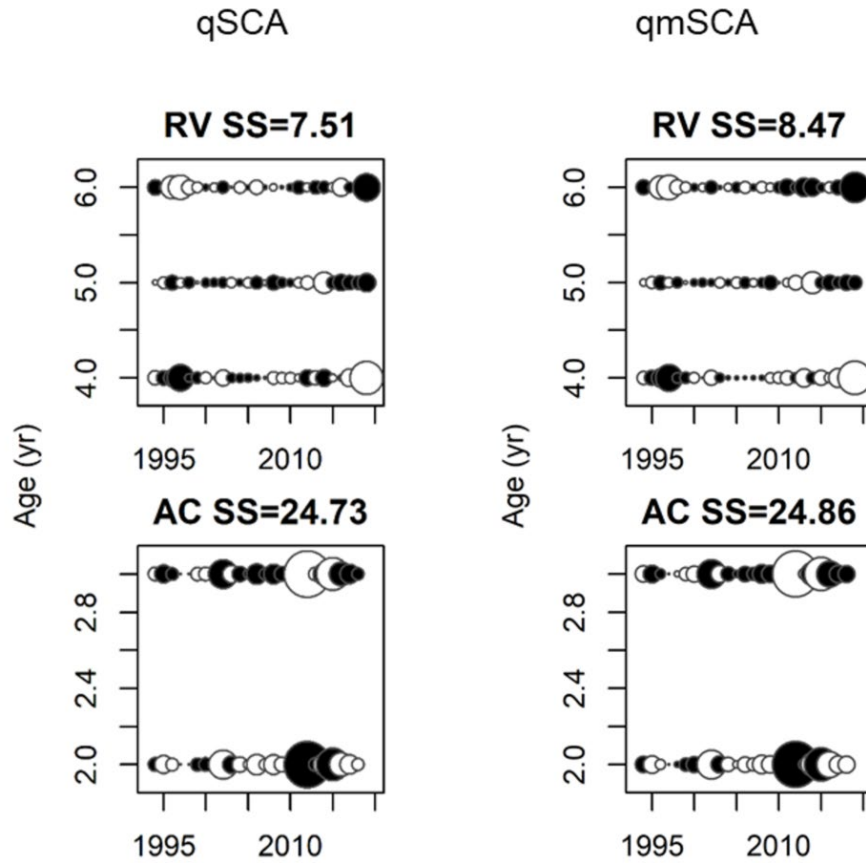 qSCA
qmSCA
RV SS=7.51
RV SS=8.47
6.0
5.0
4.0
1995
2010
6.0
5.0
4.0
1995
2010
Age (yr)
Age (yr)
AC SS=24.73
AC SS=24.86
2.8
2.4
2.0
1995
2010
2.8
2.4
2.0
1995
2010